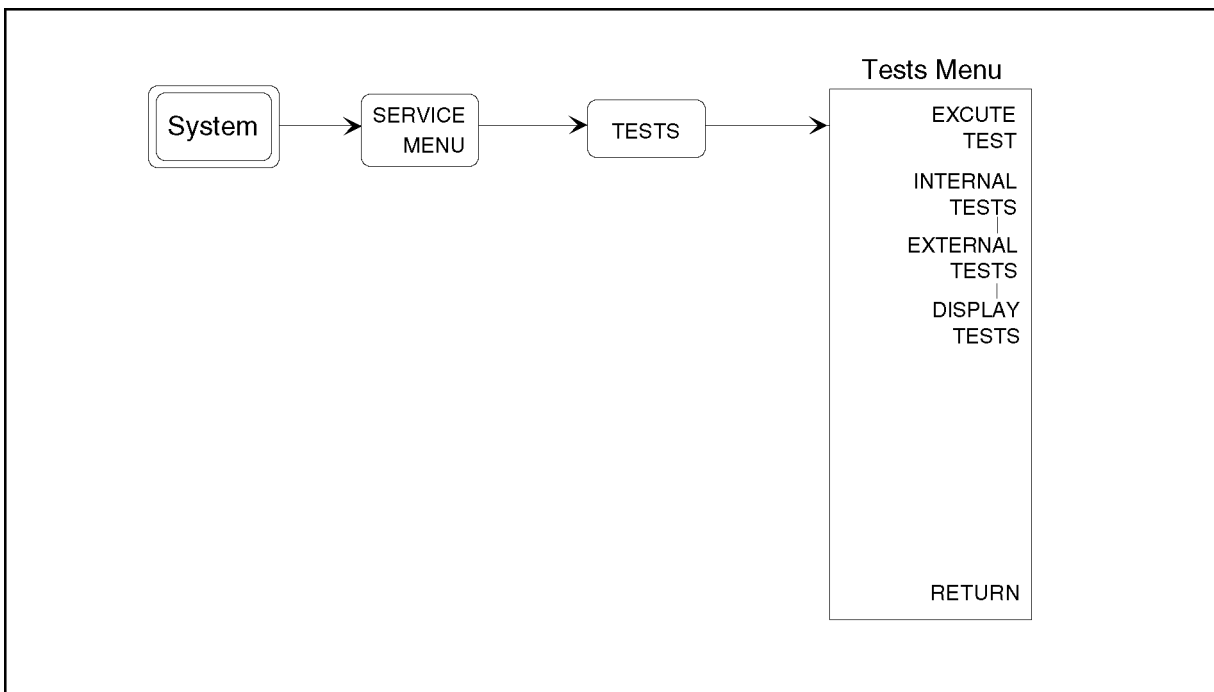 System
SERVICE
MENU
TESTS
Tests Menu
EXCUTE
TEST
INTERNAL
TESTS
EXTERNAL
TESTS
DISPLAY
TESTS
RETURN